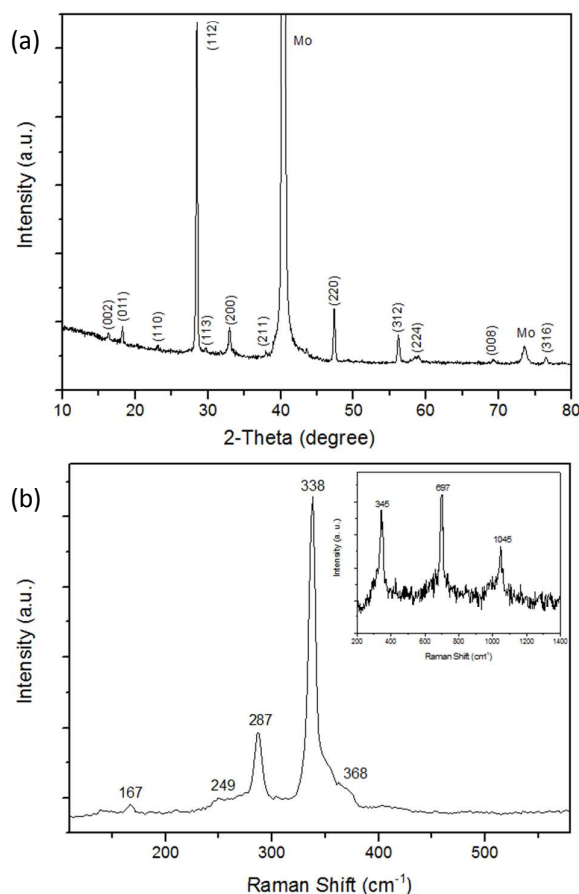 (a)
Intensity (a.u.)
(002)
(011)
(110)
(112)
(113)
(200)
(211)
Mo
(220)
(312)
(224)
(008)
Mo
(316)
10 20 30 40 50 60 70 80
2-Theta (degree)
(b)
Intensity (a.u.)
167
249
287
338
368
200 300 400 500
Raman Shift (cm⁻¹)
Intensity (a. u.)
345
697
1045
200 400 600 800 1000 1200 1400
Raman Shift (cm⁻¹)